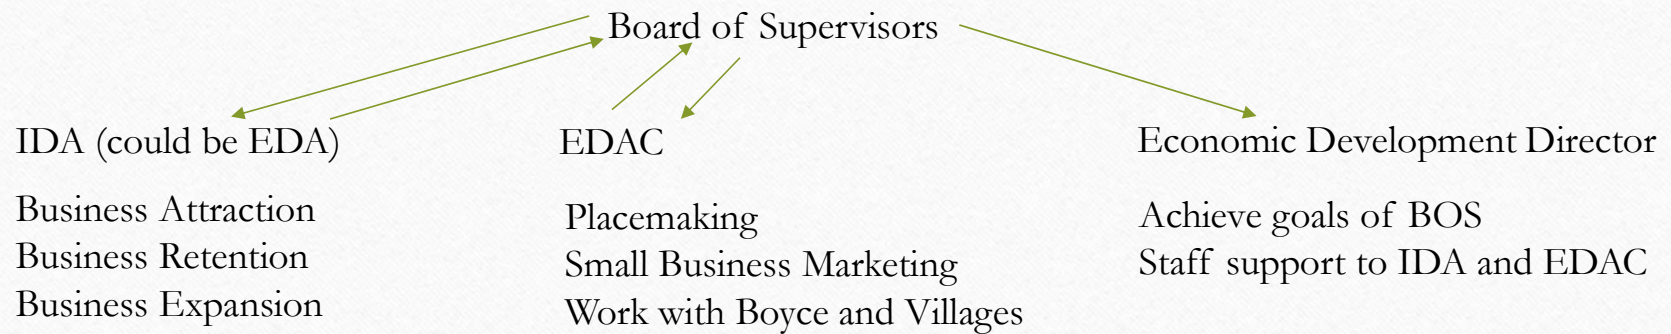 Board of Supervisors
IDA (could be EDA)
Business Attraction
Business Retention
Business Expansion
EDAC
Placemaking
Small Business Marketing
Work with Boyce and Villages
Economic Development Director
Achieve goals of BOS
Staff support to IDA and EDAC